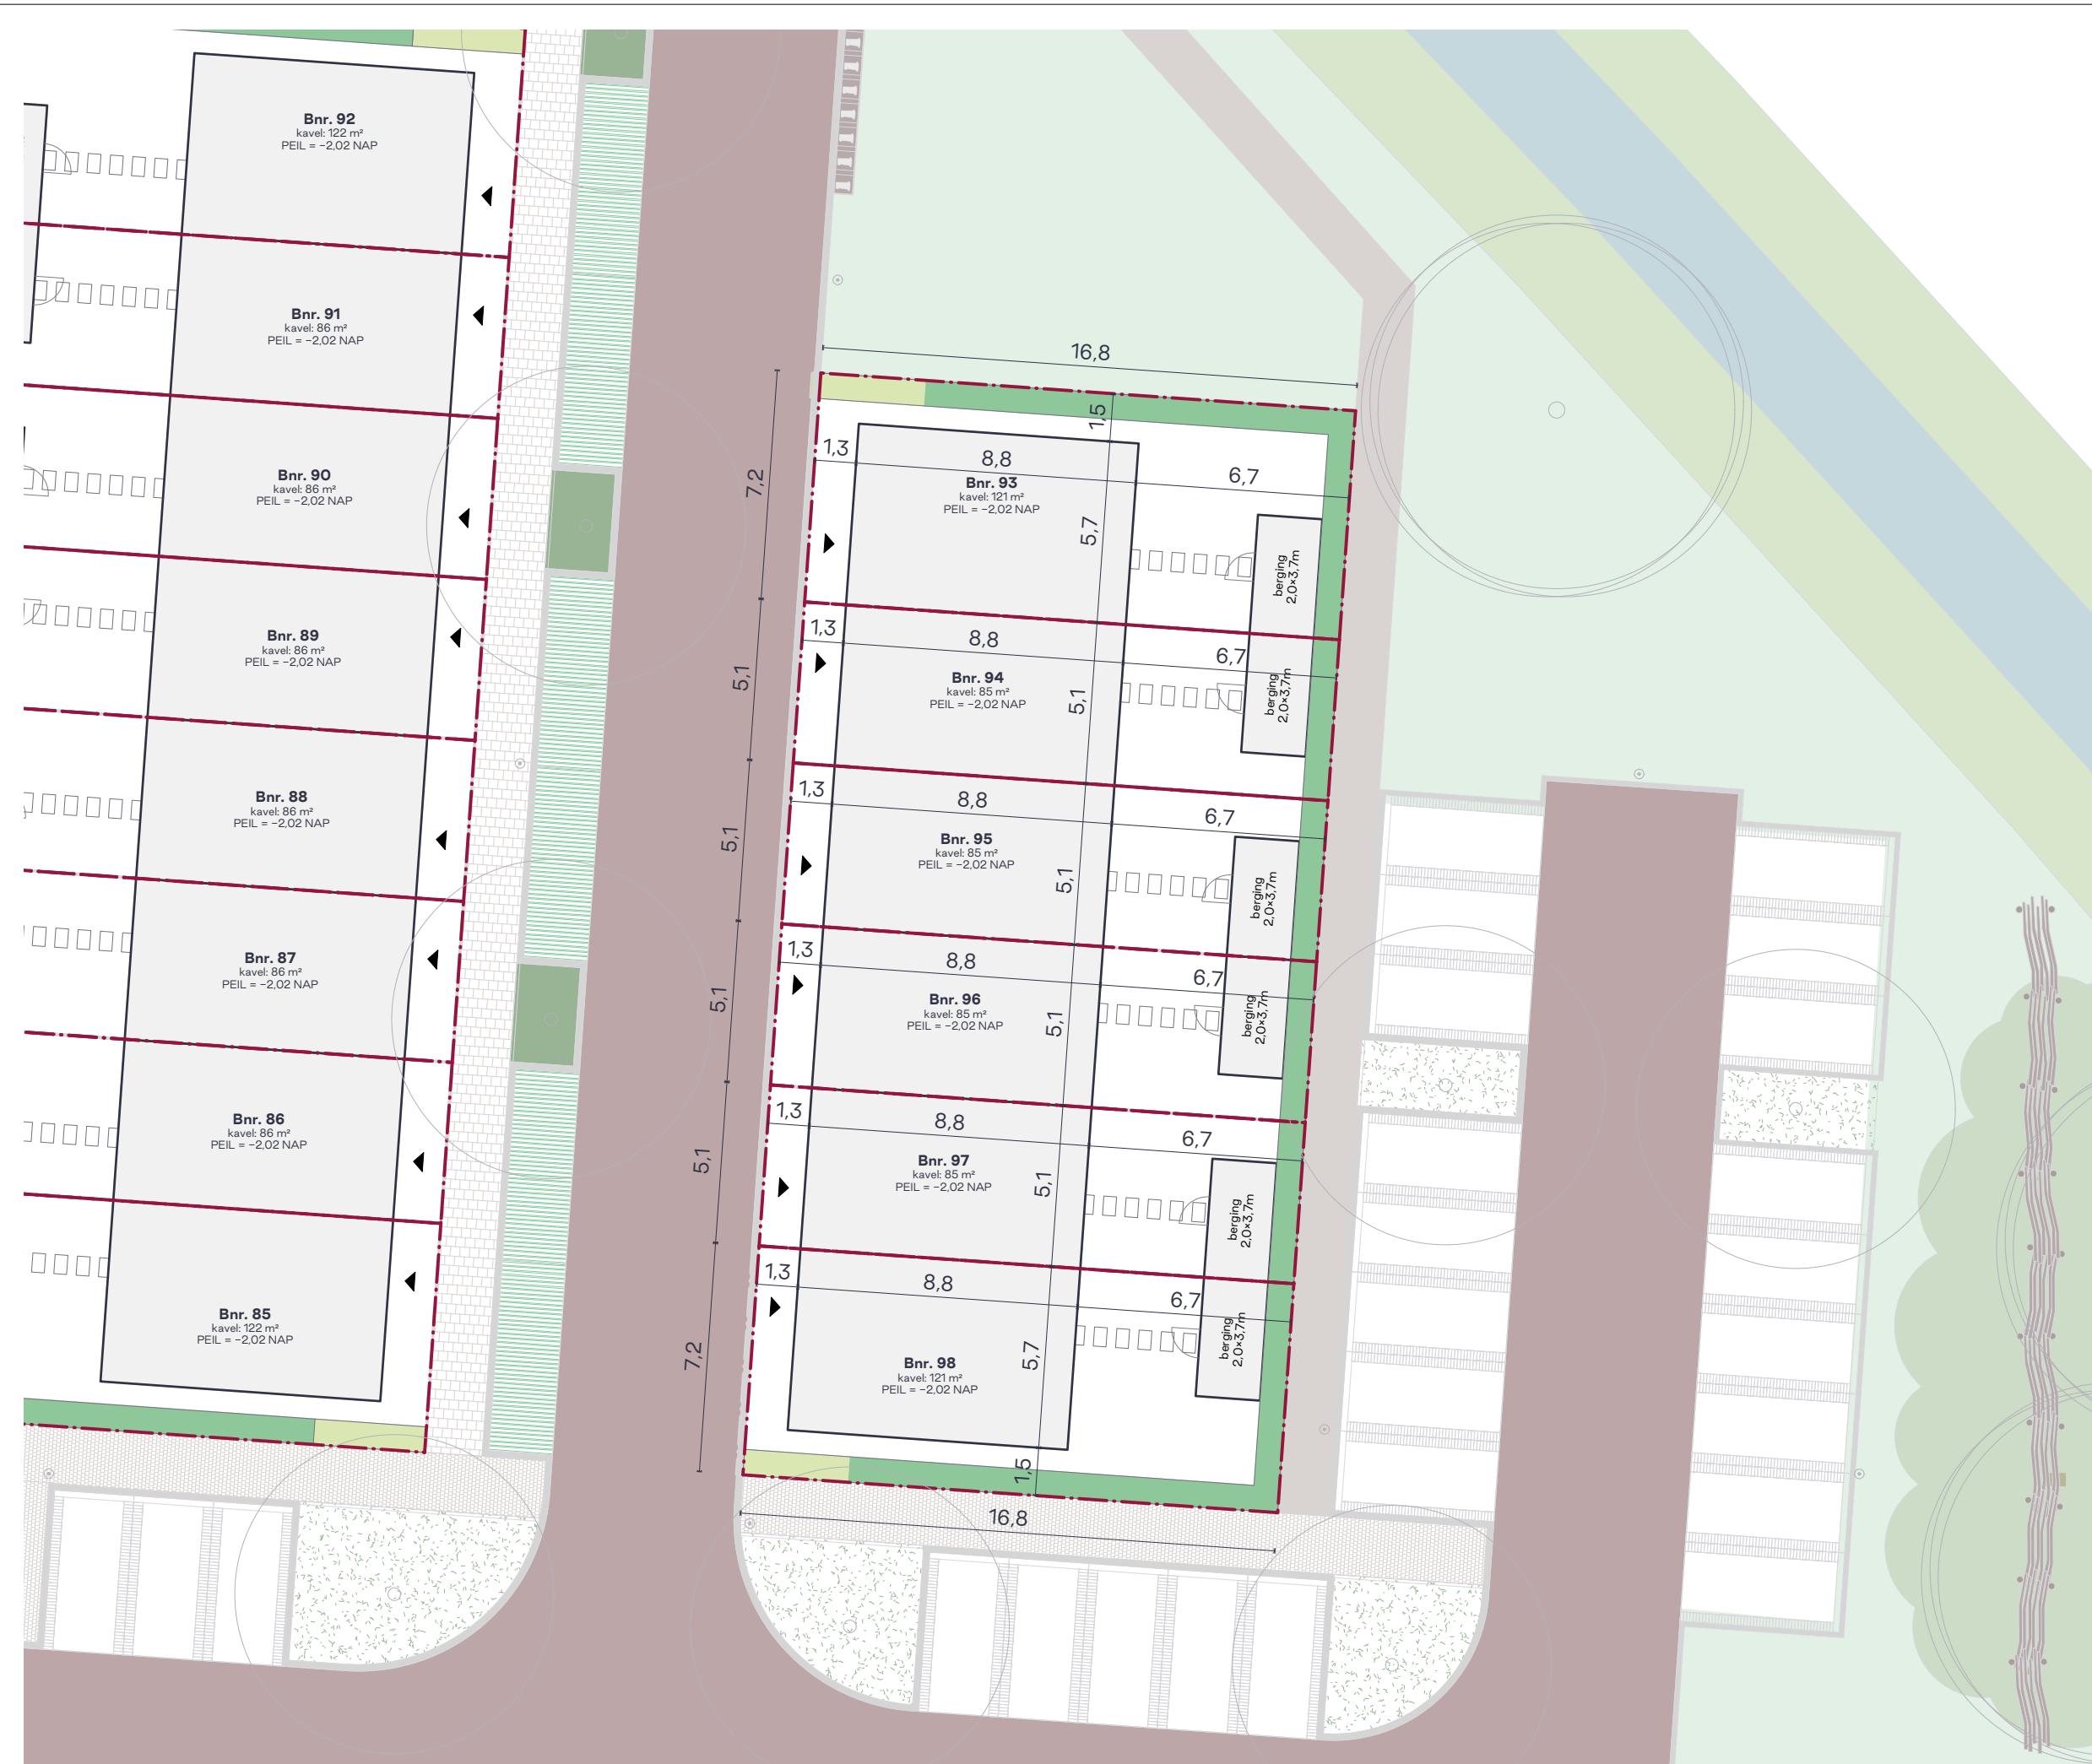 Bnr. 92
kavel: 122 m²
PEIL = −2,02 NAP
Bnr. 91
kavel: 86 m²
PEIL = −2,02 NAP
Bnr. 90
kavel: 86 m²
PEIL = −2,02 NAP
Bnr. 89
kavel: 86 m²
PEIL = −2,02 NAP
Bnr. 88
kavel: 86 m²
PEIL = −2,02 NAP
Bnr. 87
kavel: 86 m²
PEIL = −2,02 NAP
Bnr. 86
kavel: 86 m²
PEIL = −2,02 NAP
Bnr. 85
kavel: 122 m²
PEIL = −2,02 NAP
16,8
1,5
7,2
1,3
8,8
6,7
Bnr. 93
kavel: 121 m²
PEIL = −2,02 NAP
5,7
berging
2,0×3,7m
5,1
1,3
8,8
6,7
Bnr. 94
kavel: 85 m²
PEIL = −2,02 NAP
5,1
berging
2,0×3,7m
5,1
1,3
8,8
6,7
Bnr. 95
kavel: 85 m²
PEIL = −2,02 NAP
5,1
berging
2,0×3,7m
5,1
1,3
8,8
6,7
Bnr. 96
kavel: 85 m²
PEIL = −2,02 NAP
5,1
berging
2,0×3,7m
5,1
1,3
8,8
6,7
Bnr. 97
kavel: 85 m²
PEIL = −2,02 NAP
5,1
berging
2,0×3,7m
7,2
1,3
8,8
6,7
Bnr. 98
kavel: 121 m²
PEIL = −2,02 NAP
5,7
berging
2,0×3,7m
1,5
16,8